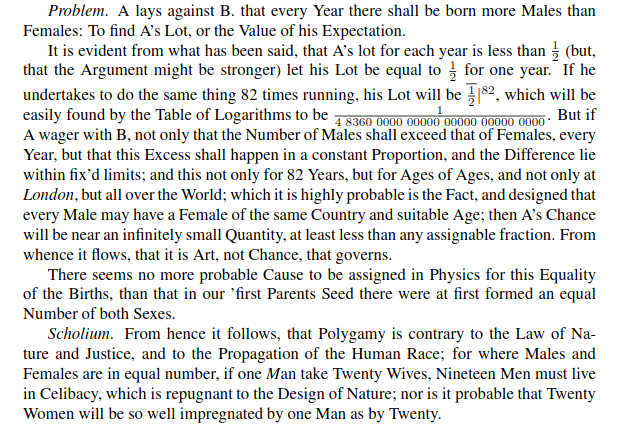 Problem. A lays against B. that every Year there shall be born more Males than
Females: To find A's Lot, or the Value of his Expectation.
It is evident from what has been said, that A's lot for each year is less than 1/2 (but,
that the Argument might be stronger) let his Lot be equal to 1/2 for one year. If he
undertakes to do the same thing 82 times running, his Lot will be 1/2|⁸², which will be
easily found by the Table of Logarithms to be 1/4 8360 0000 00000 00000 00000 0000. But if
A wager with B, not only that the Number of Males shall exceed that of Females, every
Year, but that this Excess shall happen in a constant Proportion, and the Difference lie
within fix'd limits; and this not only for 82 Years, but for Ages of Ages, and not only at
London, but all over the World; which it is highly probable is the Fact, and designed that
every Male may have a Female of the same Country and suitable Age; then A's Chance
will be near an infinitely small Quantity, at least less than any assignable fraction. From
whence it flows, that it is Art, not Chance, that governs.
There seems no more probable Cause to be assigned in Physics for this Equality
of the Births, than that in our 'first Parents Seed there were at first formed an equal
Number of both Sexes.
Scholium. From hence it follows, that Polygamy is contrary to the Law of Na-
ture and Justice, and to the Propagation of the Human Race; for where Males and
Females are in equal number, if one Man take Twenty Wives, Nineteen Men must live
in Celibacy, which is repugnant to the Design of Nature; nor is it probable that Twenty
Women will be so well impregnated by one Man as by Twenty.